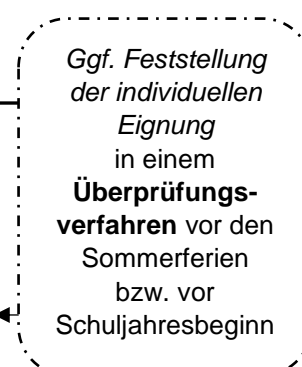 Ggf. Feststellung
der individuellen
Eignung
in einem
Überprüfungs-
verfahren vor den
Sommerferien
bzw. vor
Schuljahresbeginn